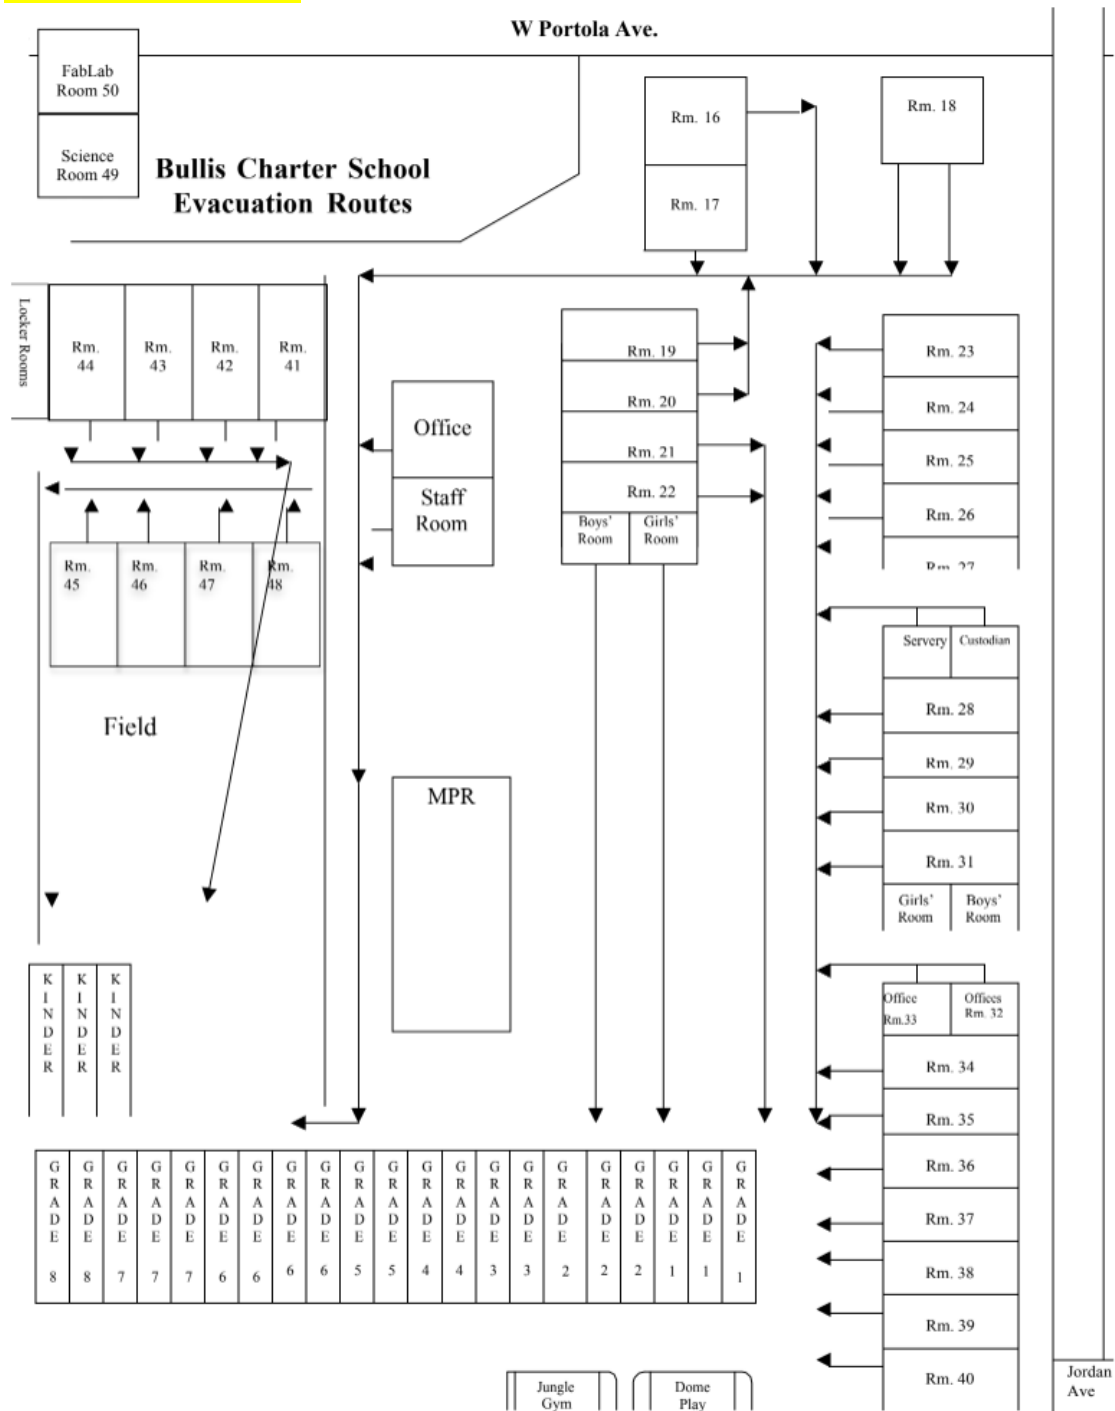 W Portola Ave.
FabLab
Room 50
Science
Room 49
Bullis Charter School
Evacuation Routes
Rm. 16
Rm. 17
Rm. 18
Locker Rooms
Rm.
44
Rm.
43
Rm.
42
Rm.
41
Office
Staff
Room
Rm. 19
Rm. 20
Rm. 21
Rm. 22
Boys'
Room
Girls'
Room
Rm. 23
Rm. 24
Rm. 25
Rm. 26
Rm. 27
Rm.
45
Rm.
46
Rm.
47
Rm.
48
Field
Servery
Custodian
Rm. 28
Rm. 29
Rm. 30
Rm. 31
Girls'
Room
Boys'
Room
MPR
KINDER
KINDER
KINDER
Office
Rm.33
Offices
Rm. 32
Rm. 34
Rm. 35
Rm. 36
Rm. 37
Rm. 38
Rm. 39
Rm. 40
GRADE 8
GRADE 8
GRADE 7
GRADE 7
GRADE 7
GRADE 6
GRADE 6
GRADE 6
GRADE 6
GRADE 5
GRADE 5
GRADE 4
GRADE 4
GRADE 3
GRADE 3
GRADE 2
GRADE 2
GRADE 2
GRADE 1
GRADE 1
GRADE 1
Jungle
Gym
Dome
Play
Jordan
Ave